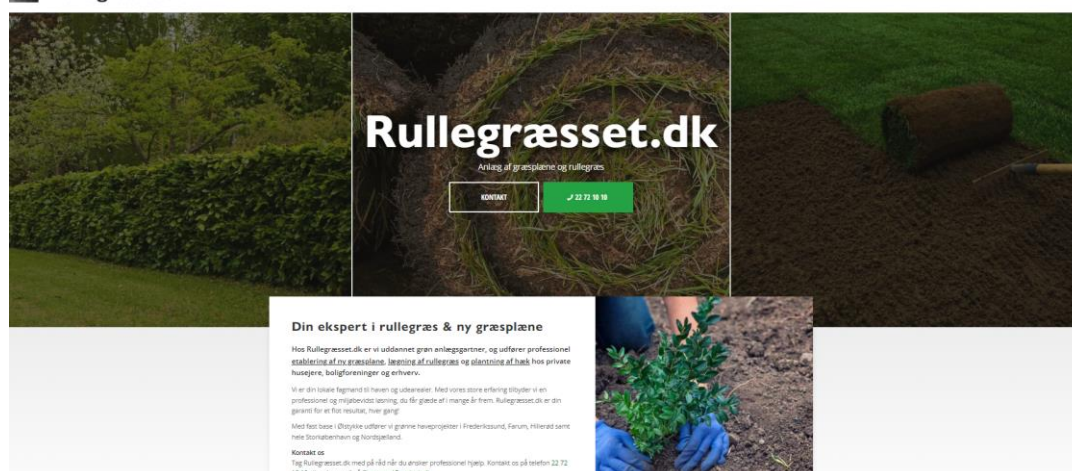 Rullegræsset.dk
Anlæg af græsplæne og rullegræs
KONTAKT
22 72 10 10
Din ekspert i rullegræs & ny græsplæne
Hos Rullegræsset.dk er vi uddannet grøn anlægsgartner, og udfører professionel
etablering af ny græsplane, lægning af rullegræs og plantning af hæk hos private
husejere, boligforeninger og erhverv.
Vi er din lokale fagmand til haven og udearealer. Med vores store erfaring tilbyder vi en
professionel og miljøbevidst løsning, du får glæde af i mange år frem. Rullegræsset.dk er din
garanti for et flot resultat, hver gang!
Med fast base i Ølstykke udfører vi grønne haveprojekter i Frederikssund, Farum, Hillerød samt
hele Storkøbenhavn og Nordsjælland.
Kontakt os
Tag Rullegræsset.dk med på råd når du ønsker professionel hjælp. Kontakt os på telefon 22 72